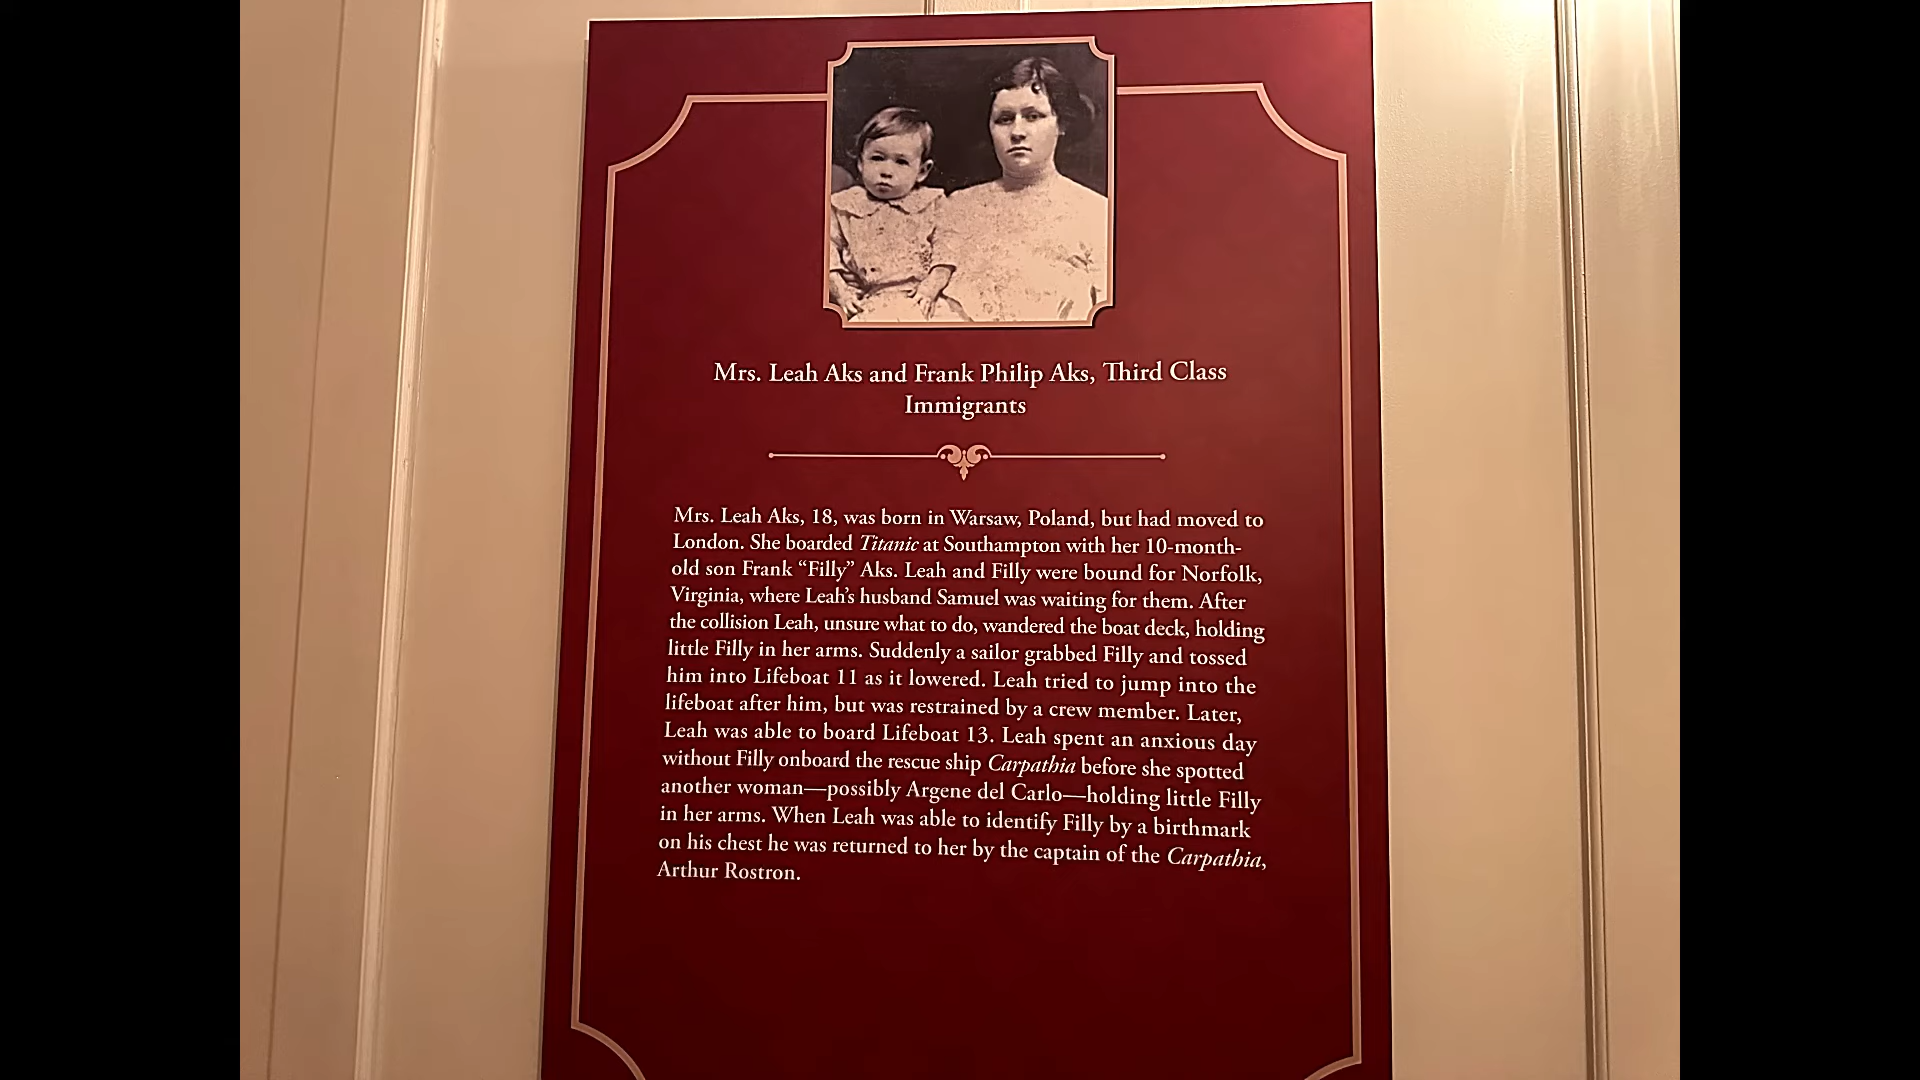 Mrs. Leah Aks and Frank Philip Aks, Third Class
Immigrants
Mrs. Leah Aks, 18, was born in Warsaw, Poland, but had moved to
London. She boarded Titanic at Southampton with her 10-month-
old son Frank “Filly” Aks. Leah and Filly were bound for Norfolk,
Virginia, where Leah’s husband Samuel was waiting for them. After
the collision Leah, unsure what to do, wandered the boat deck, holding
little Filly in her arms. Suddenly a sailor grabbed Filly and tossed
him into Lifeboat 11 as it lowered. Leah tried to jump into the
lifeboat after him, but was restrained by a crew member. Later,
Leah was able to board Lifeboat 13. Leah spent an anxious day
without Filly onboard the rescue ship Carpathia before she spotted
another woman—possibly Argene del Carlo—holding little Filly
in her arms. When Leah was able to identify Filly by a birthmark
on his chest he was returned to her by the captain of the Carpathia,
Arthur Rostron.